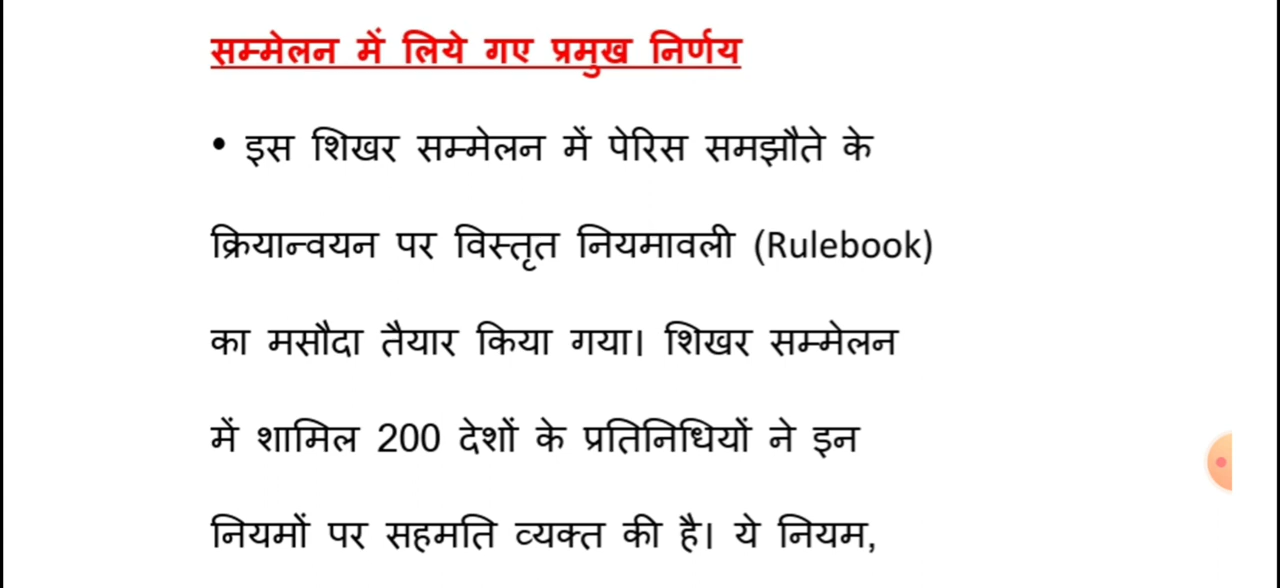 सम्मेलन में लिये गए प्रमुख निर्णय
• इस शिखर सम्मेलन में पेरिस समझौते के
क्रियान्वयन पर विस्तृत नियमावली (Rulebook)
का मसौदा तैयार किया गया। शिखर सम्मेलन
में शामिल 200 देशों के प्रतिनिधियों ने इन
नियमों पर सहमति व्यक्त की है। ये नियम,